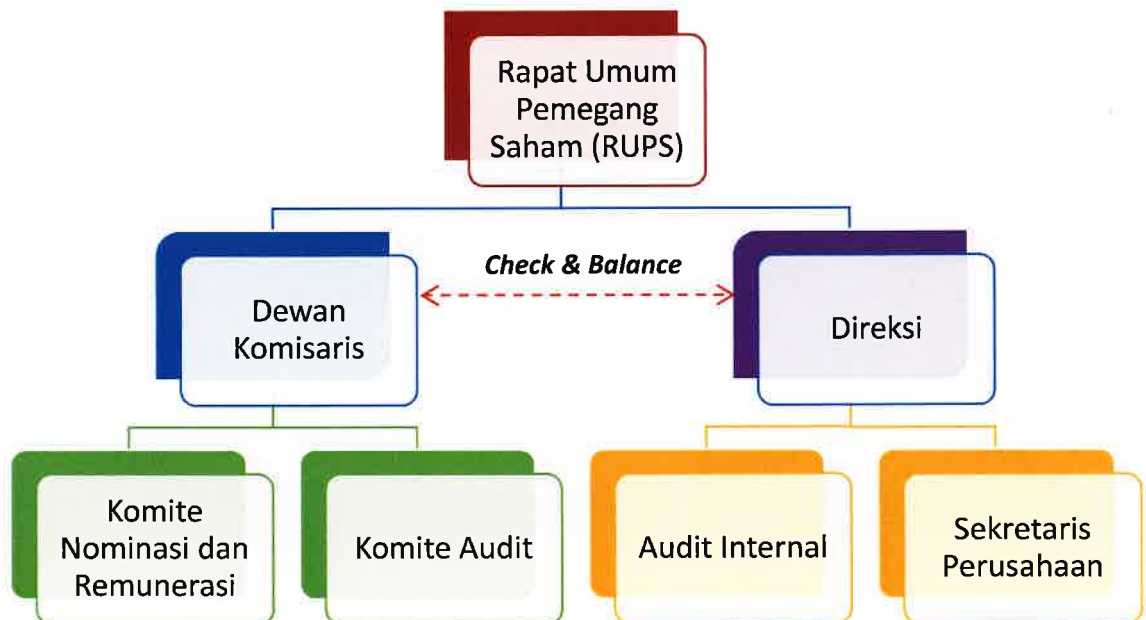 Rapat Umum
Pemegang
Saham (RUPS)
Check & Balance
Dewan
Komisaris
Direksi
Komite
Nominasi dan
Remunerasi
Komite Audit
Audit Internal
Sekretaris
Perusahaan